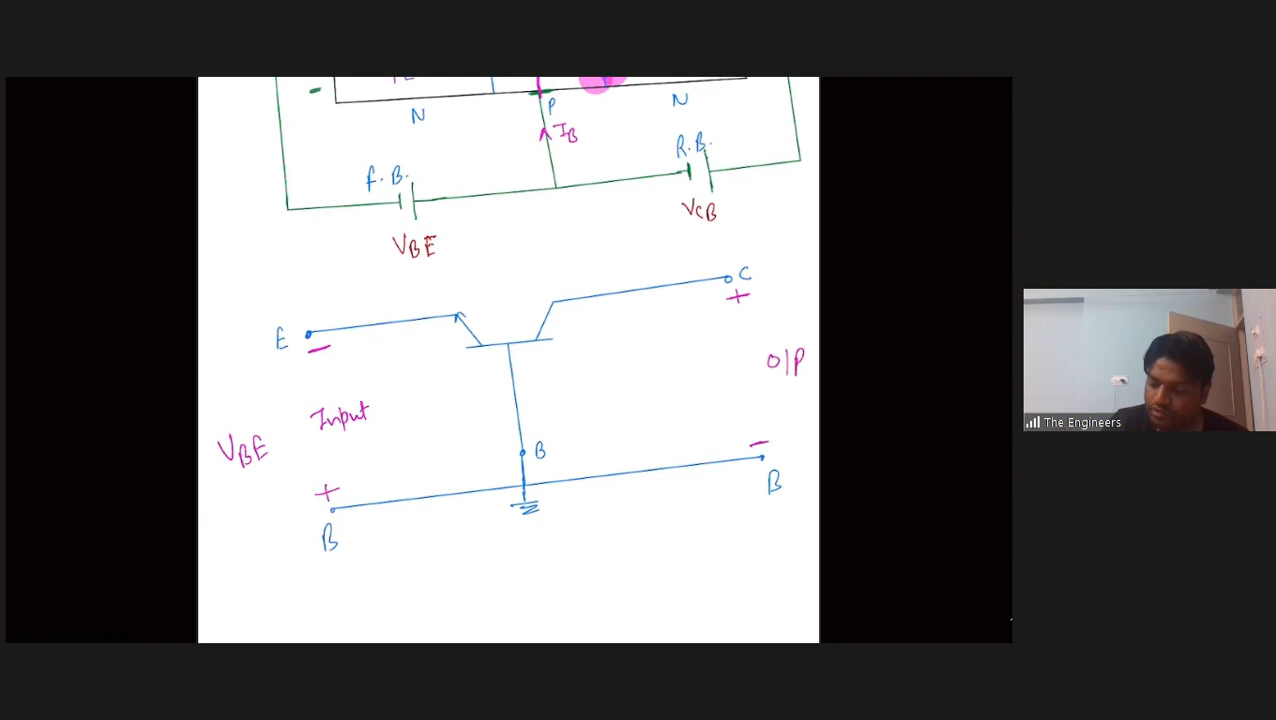 -
N
P
N
IB
F.B.
R.B.
VBE
VCB
E
C
-
+
Input
O/P
VBE
B
+
-
B
B
The Engineers